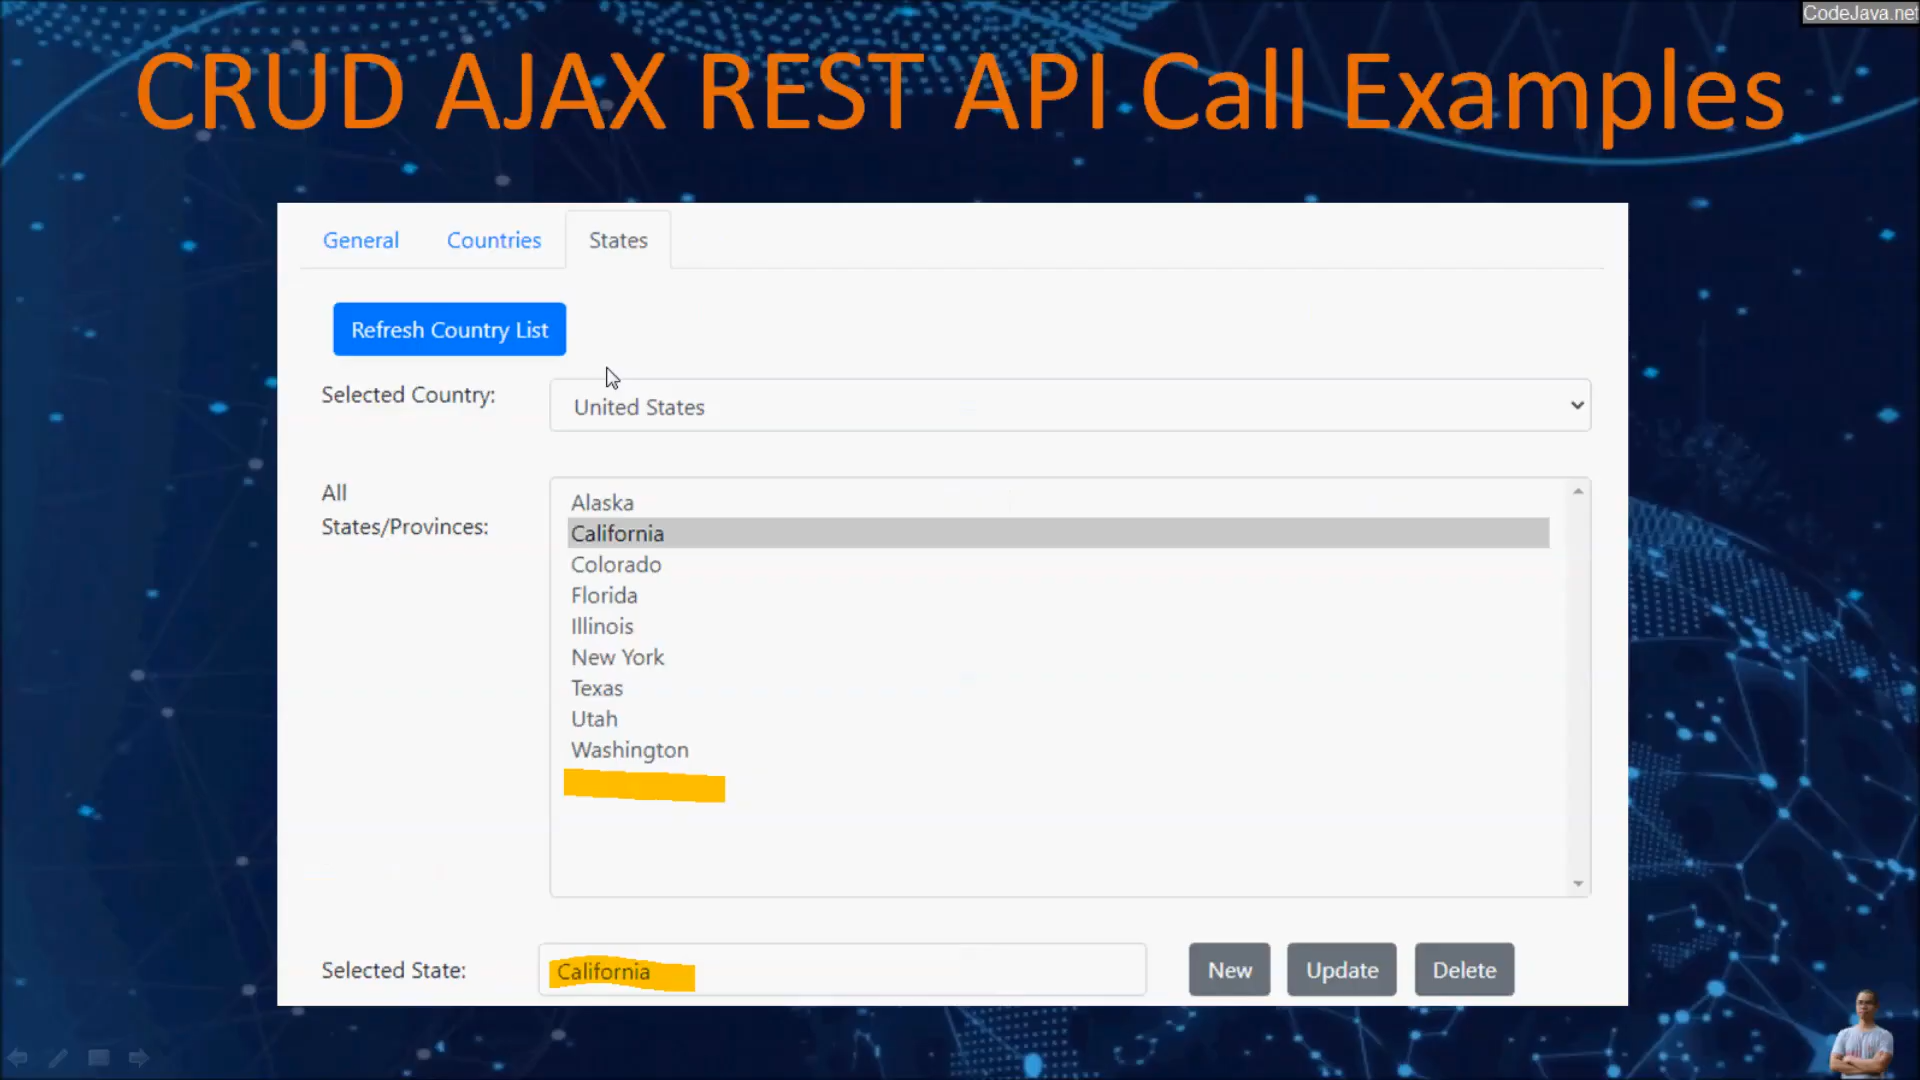 CodeJava.net
CRUD AJAX REST API Call Examples
General
Countries
States
Refresh Country List
Selected Country:
United States
All
States/Provinces:
Alaska
California
Colorado
Florida
Illinois
New York
Texas
Utah
Washington
Selected State:
California
New
Update
Delete